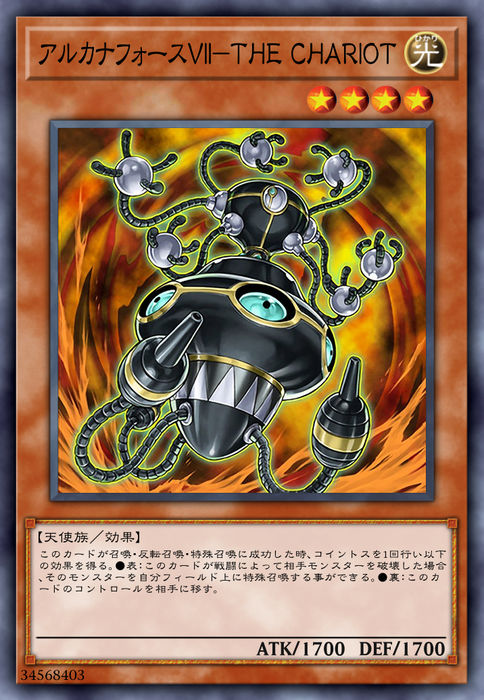 アルカナフォースⅦ－THE CHARIOT
ひかり
光
【天使族／効果】
このカードが召喚・反転召喚・特殊召喚に成功した時、コイントスを1回行い以下
の効果を得る。●表：このカードが戦闘によって相手モンスターを破壊した場合
、そのモンスターを自分フィールド上に特殊召喚する事ができる。●裏：このカ
ードのコントロールを相手に移す。
ATK/1700 DEF/1700
34568403